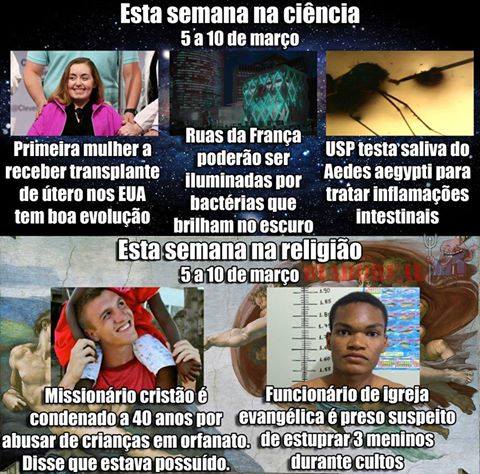 Esta semana na ciência
5 a 10 de março
Primeira mulher a
receber transplante
de útero nos EUA
tem boa evolução
Ruas da França
poderão ser
iluminadas por
bactérias que
brilham no escuro
USP testa saliva do
Aedes aegypti para
tratar inflamações
intestinais
Esta semana na religião
5 a 10 de março
Missionário cristão é
condenado a 40 anos por
abusar de crianças em orfanato.
Disse que estava possuído.
Funcionário de igreja
evangélica é preso suspeito
de estuprar 3 meninos
durante cultos